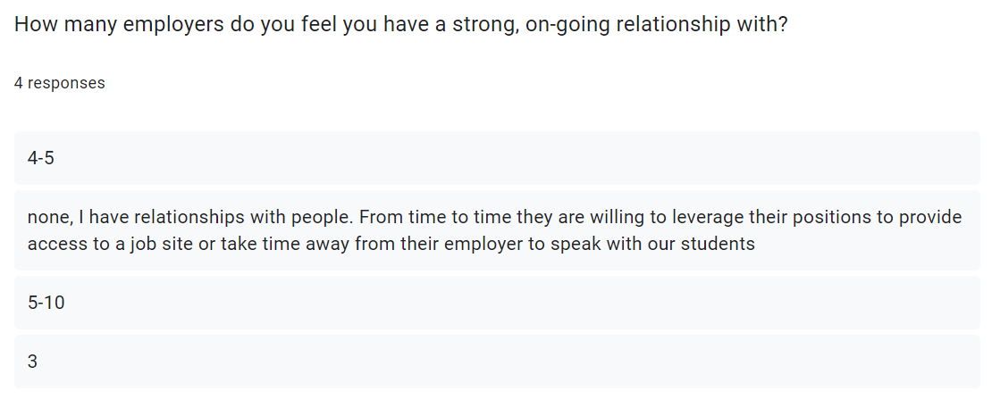 How many employers do you feel you have a strong, on-going relationship with?
4 responses
4-5
none, I have relationships with people. From time to time they are willing to leverage their positions to provide
access to a job site or take time away from their employer to speak with our students
5-10
3